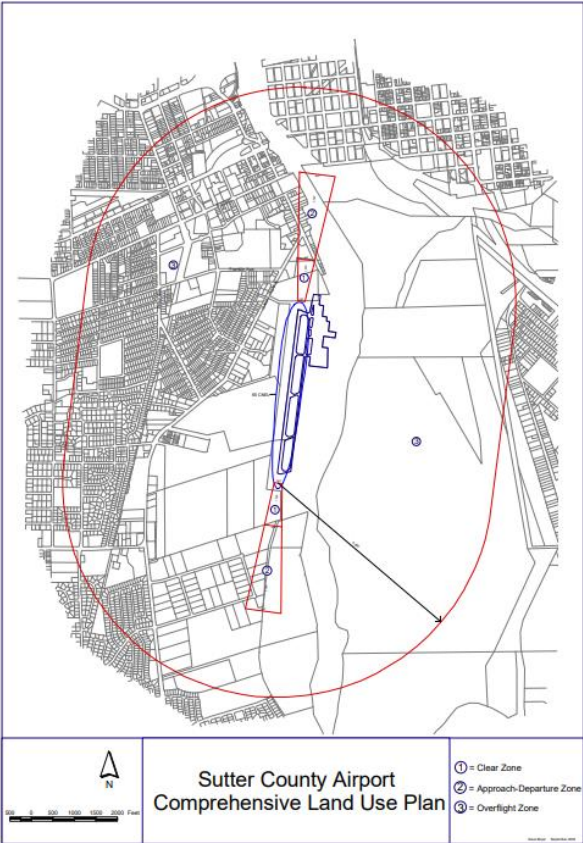 2
1
3
3
1
2
N
500 0 500 1000 1500 2000 Feet
Sutter County Airport
Comprehensive Land Use Plan
1 = Clear Zone
2 = Approach-Departure Zone
3 = Overflight Zone